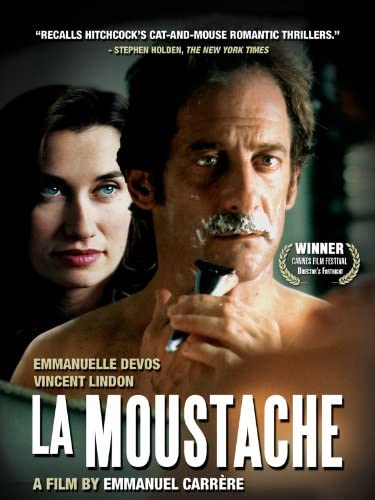 “RECALLS HITCHCOCK’S CAT-AND-MOUSE ROMANTIC THRILLERS.”
- STEPHEN HOLDEN, THE NEW YORK TIMES
WINNER
CANNES FILM FESTIVAL
DIRECTOR'S FORTNIGHT
EMMANUELLE DEVOS
VINCENT LINDON
LA MOUSTACHE
A FILM BY EMMANUEL CARRÈRE